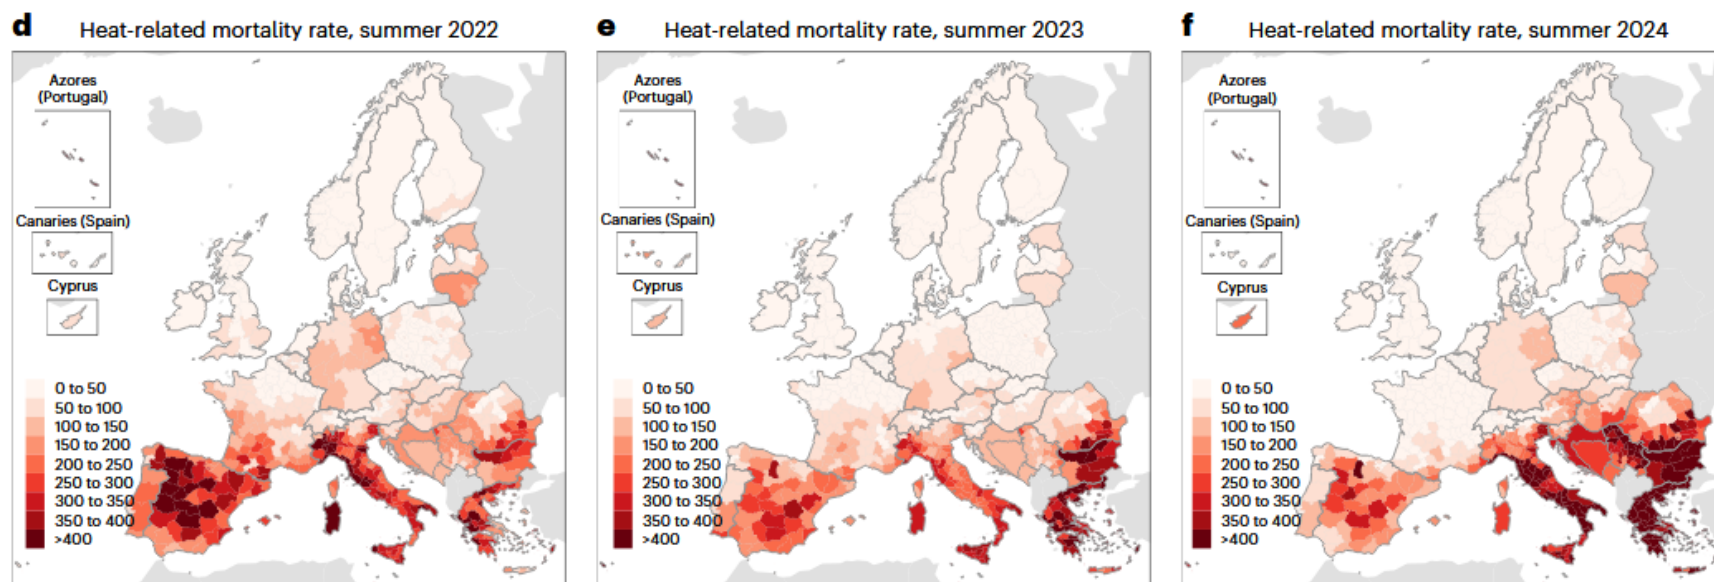 d Heat-related mortality rate, summer 2022
Azores
(Portugal)
Canaries (Spain)
Cyprus
0 to 50
50 to 100
100 to 150
150 to 200
200 to 250
250 to 300
300 to 350
350 to 400
>400
e Heat-related mortality rate, summer 2023
Azores
(Portugal)
Canaries (Spain)
Cyprus
0 to 50
50 to 100
100 to 150
150 to 200
200 to 250
250 to 300
300 to 350
350 to 400
>400
f Heat-related mortality rate, summer 2024
Azores
(Portugal)
Canaries (Spain)
Cyprus
0 to 50
50 to 100
100 to 150
150 to 200
200 to 250
250 to 300
300 to 350
350 to 400
>400